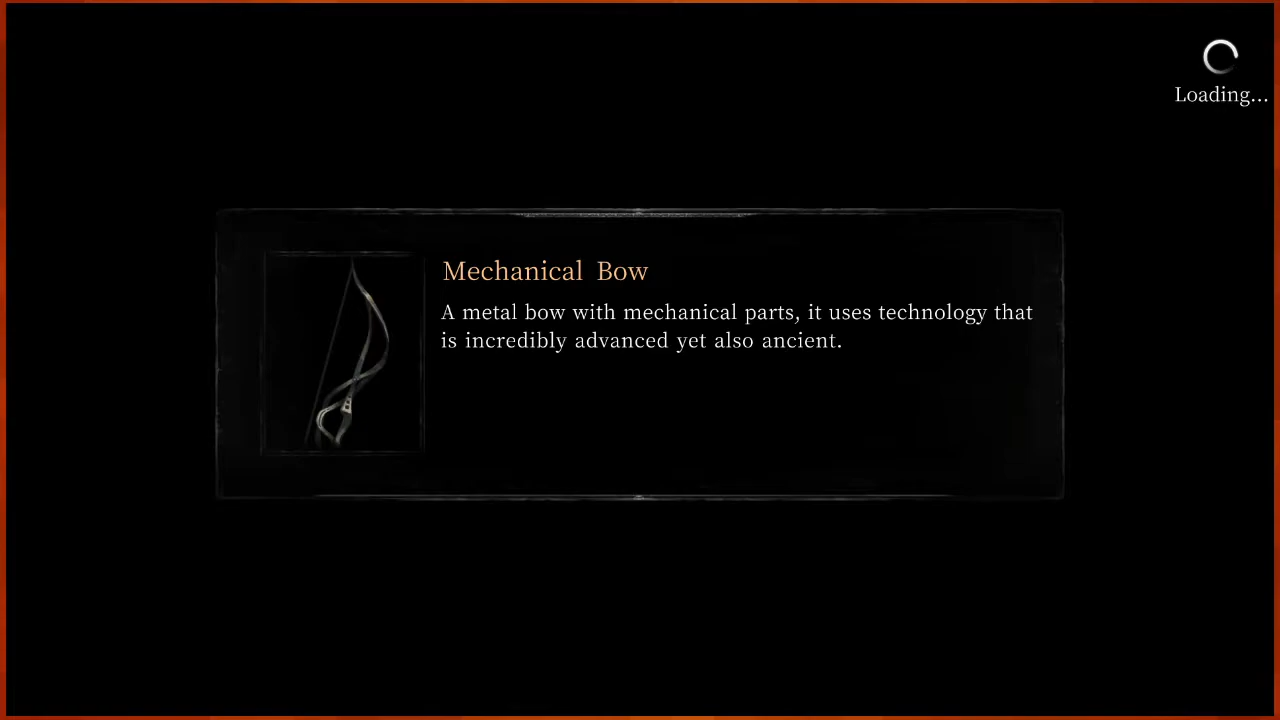 Loading...
Mechanical Bow
A metal bow with mechanical parts, it uses technology that
is incredibly advanced yet also ancient.